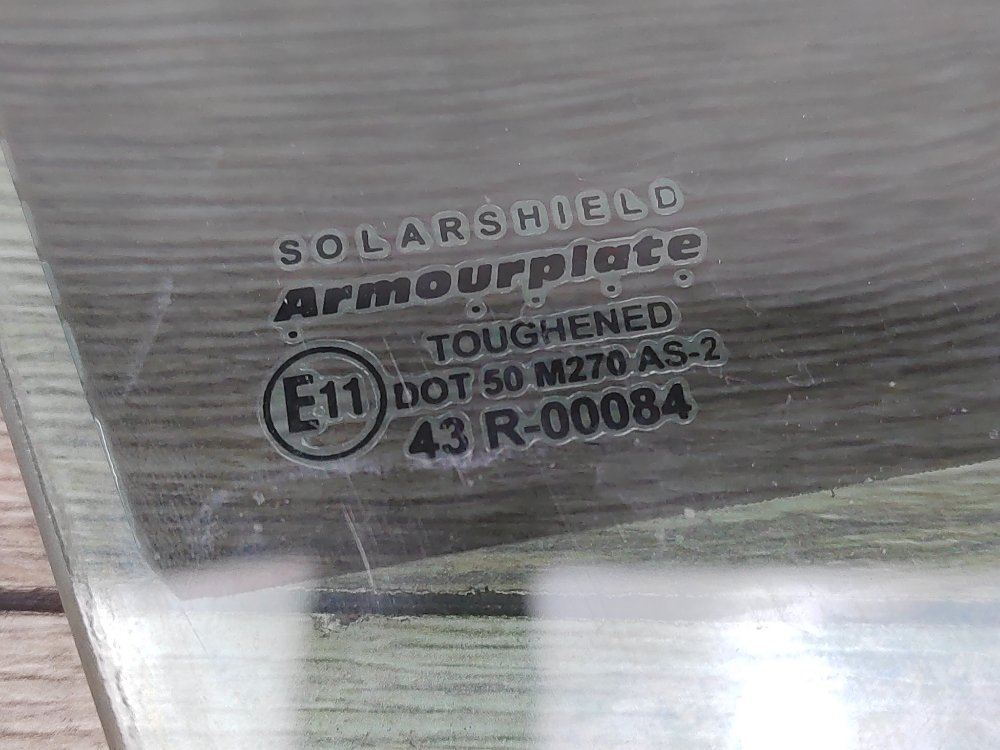 SOLARSHIELD
Armourplate
TOUGHENED
E11
DOT 50 M270 AS-2
43 R-00084